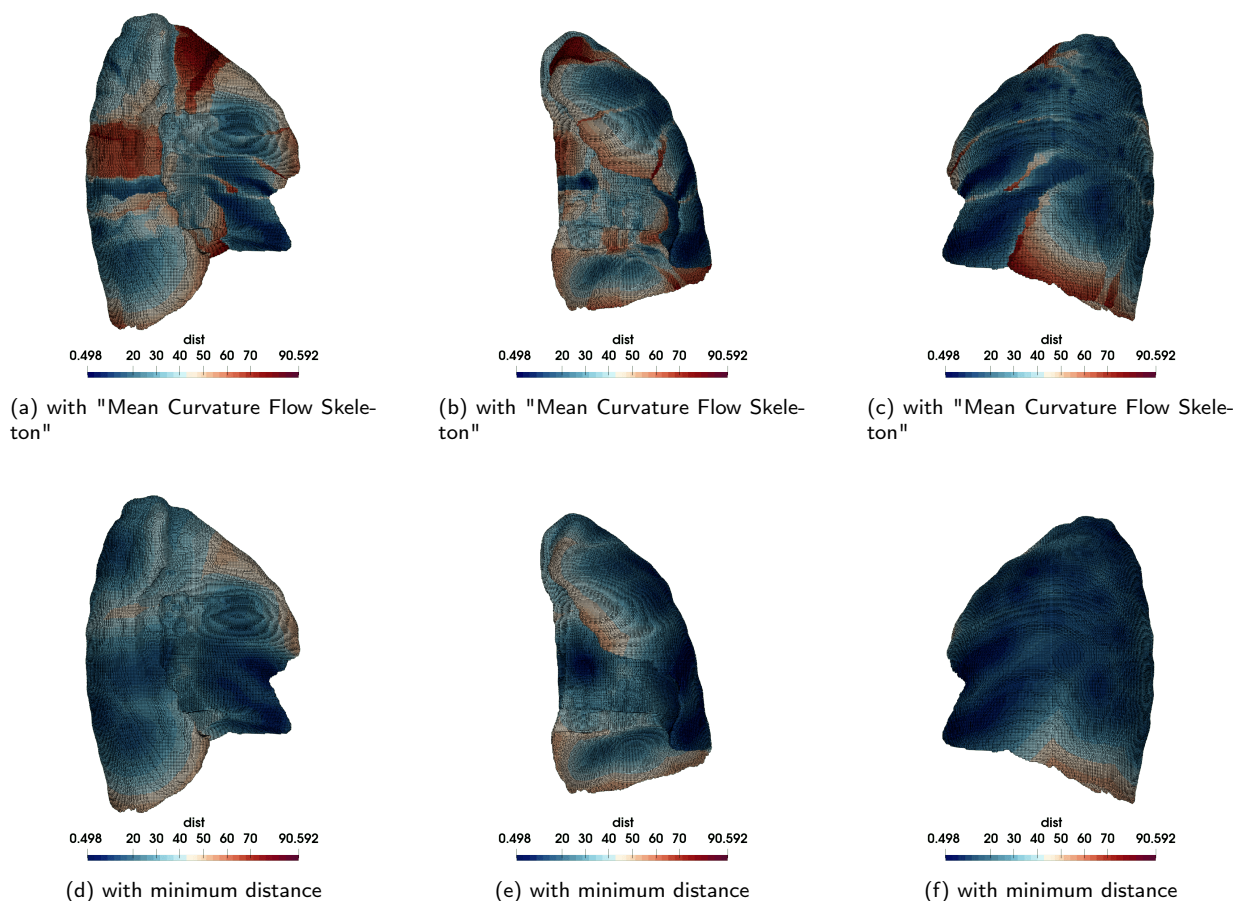 dist
0.498 20 30 40 50 60 70 90.592
dist
0.498 20 30 40 50 60 70 90.592
dist
0.498 20 30 40 50 60 70 90.592
(a) with "Mean Curvature Flow Skele-
ton"
(b) with "Mean Curvature Flow Skele-
ton"
(c) with "Mean Curvature Flow Skele-
ton"
dist
0.498 20 30 40 50 60 70 90.592
dist
0.498 20 30 40 50 60 70 90.592
dist
0.498 20 30 40 50 60 70 90.592
(d) with minimum distance
(e) with minimum distance
(f) with minimum distance